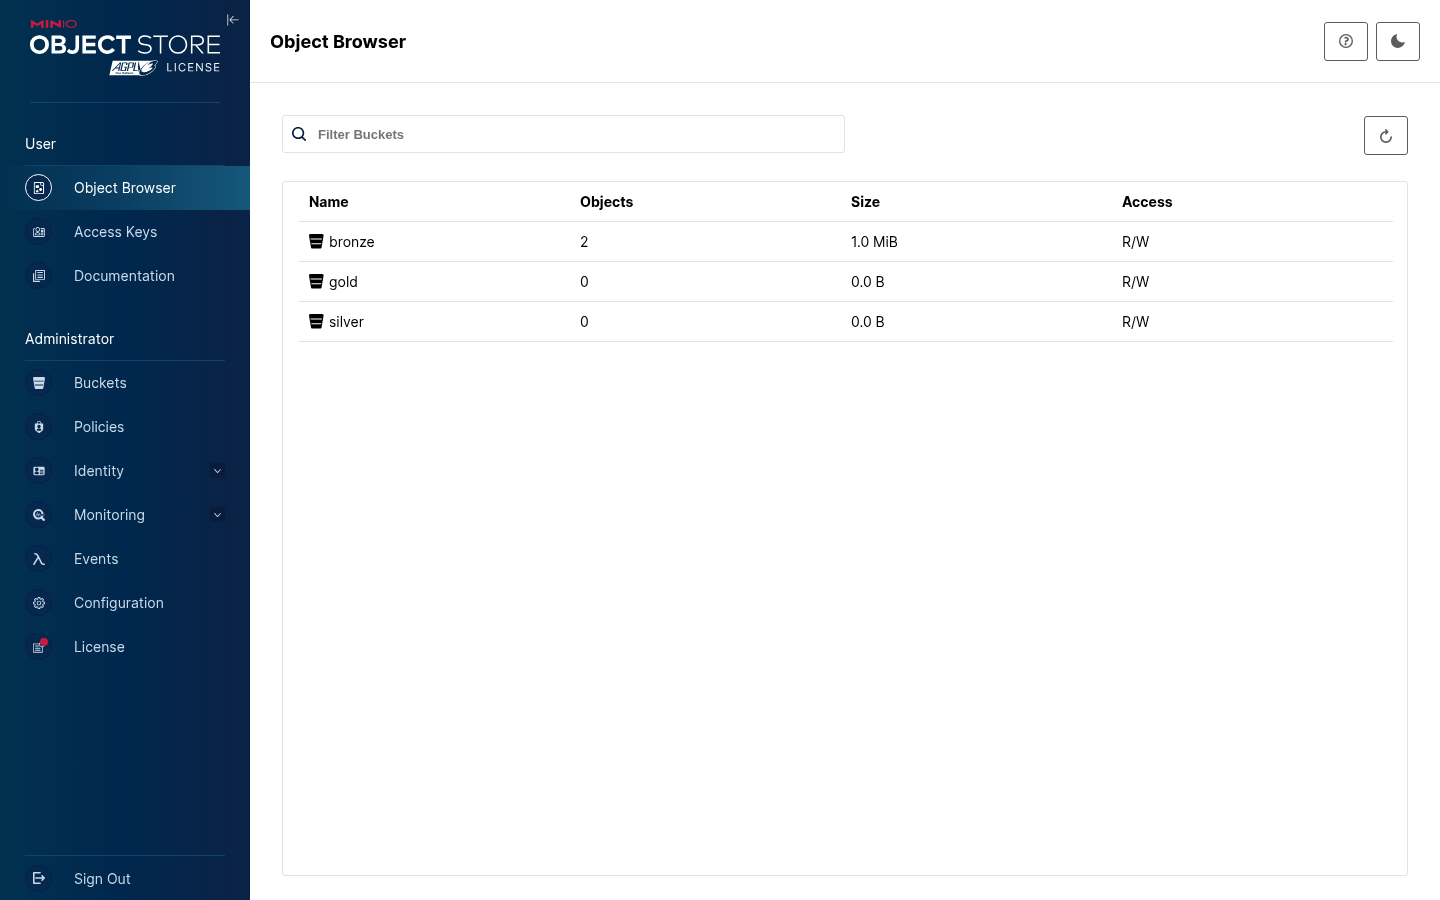 MINIO
OBJECT STORE
AGPLv3 LICENSE
User
Object Browser
Access Keys
Documentation
Administrator
Buckets
Policies
Identity
Monitoring
Events
Configuration
License
Sign Out
Object Browser
Filter Buckets
Name Objects Size Access
bronze 2 1.0 MiB R/W
gold 0 0.0 B R/W
silver 0 0.0 B R/W